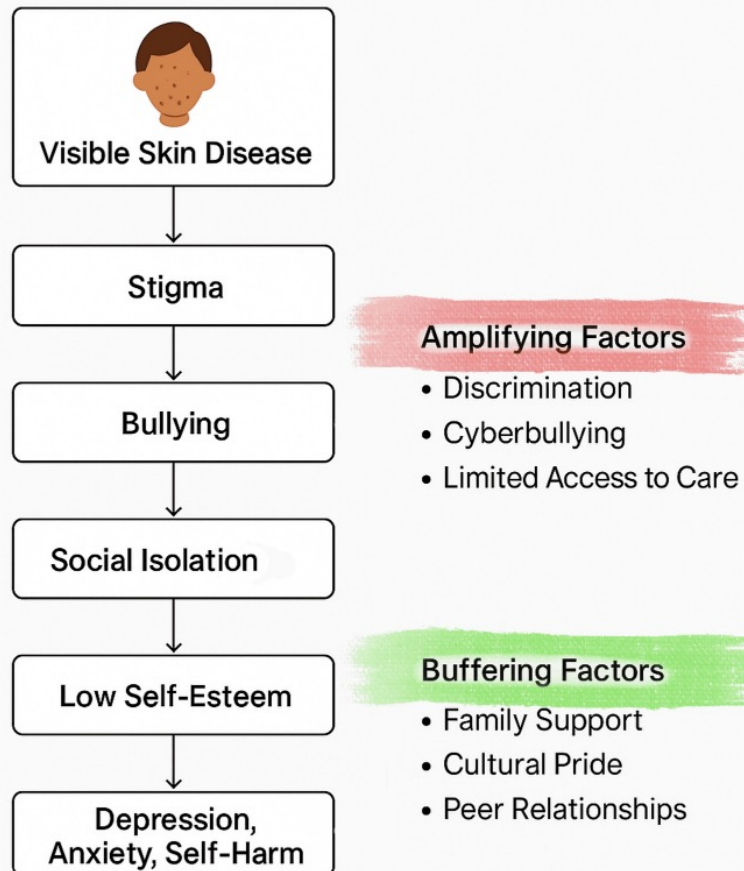 Visible Skin Disease
Stigma
Bullying
Social Isolation
Low Self-Esteem
Depression,
Anxiety, Self-Harm
Amplifying Factors
• Discrimination
• Cyberbullying
• Limited Access to Care
Buffering Factors
• Family Support
• Cultural Pride
• Peer Relationships